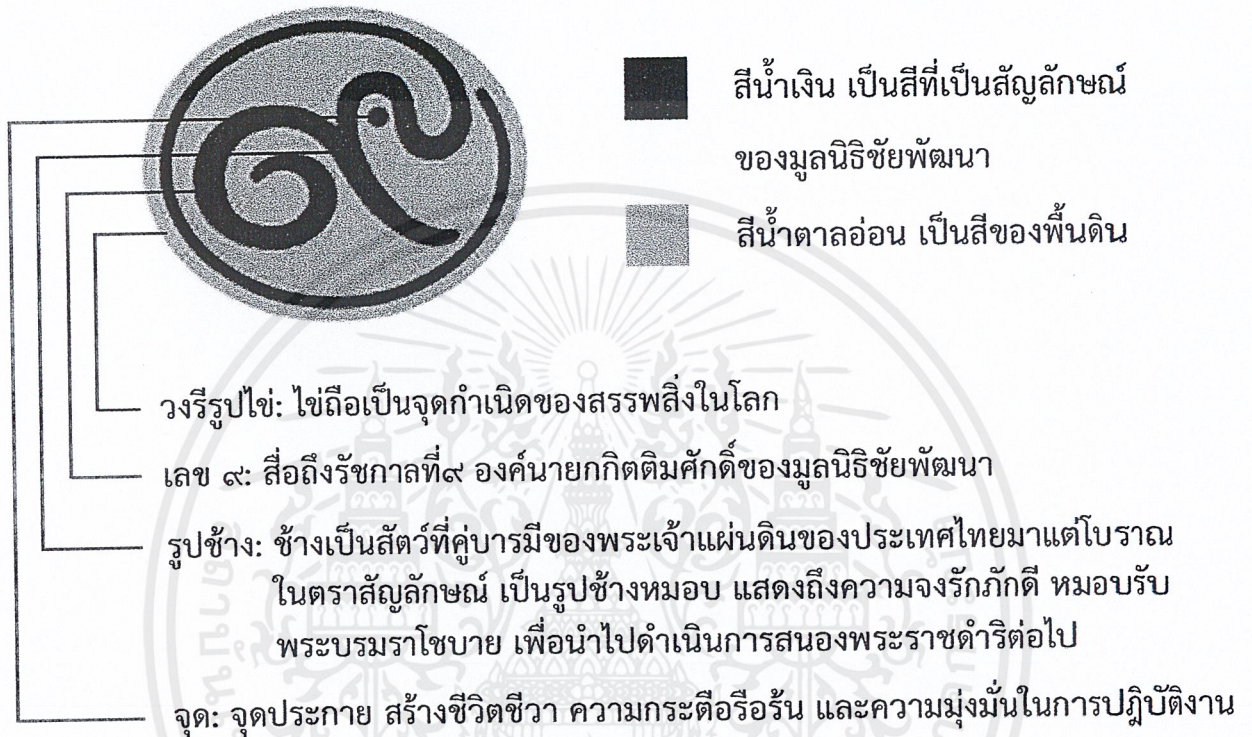 สีน้ำเงิน เป็นสีที่เป็นสัญลักษณ์
ของมูลนิธิชัยพัฒนา
สีน้ำตาลอ่อน เป็นสีของพื้นดิน
วงรีรูปไข่: ไข่ถือเป็นจุดกำเนิดของสรรพสิ่งในโลก
เลข ๙: สื่อถึงรัชกาลที่๙ องค์นายกกิตติมศักดิ์ของมูลนิธิชัยพัฒนา
รูปช้าง: ช้างเป็นสัตว์ที่คู่บารมีของพระเจ้าแผ่นดินของประเทศไทยมาแต่โบราณ
ในตราสัญลักษณ์ เป็นรูปช้างหมอบ แสดงถึงความจงรักภักดี หมอบรับ
พระบรมราโชบาย เพื่อนำไปดำเนินการสนองพระราชดำริต่อไป
จุด: จุดประกาย สร้างชีวิตชีวา ความกระตือรือร้น และความมุ่งมั่นในการปฏิบัติงาน